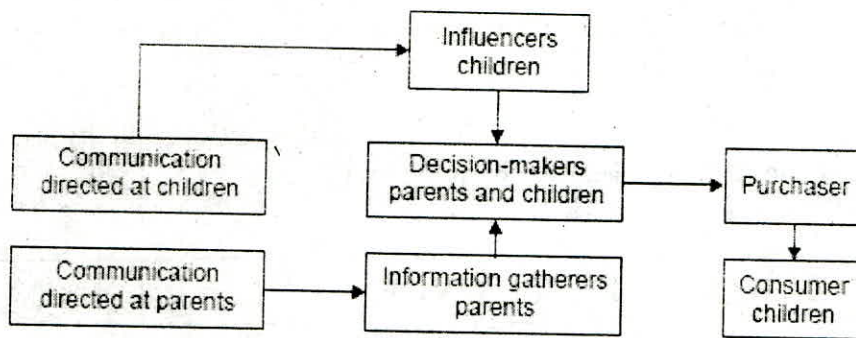 Influencers
children
Communication
directed at children
Decision-makers
parents and children
Purchaser
Communication
directed at parents
Information gatherers
parents
Consumer
children